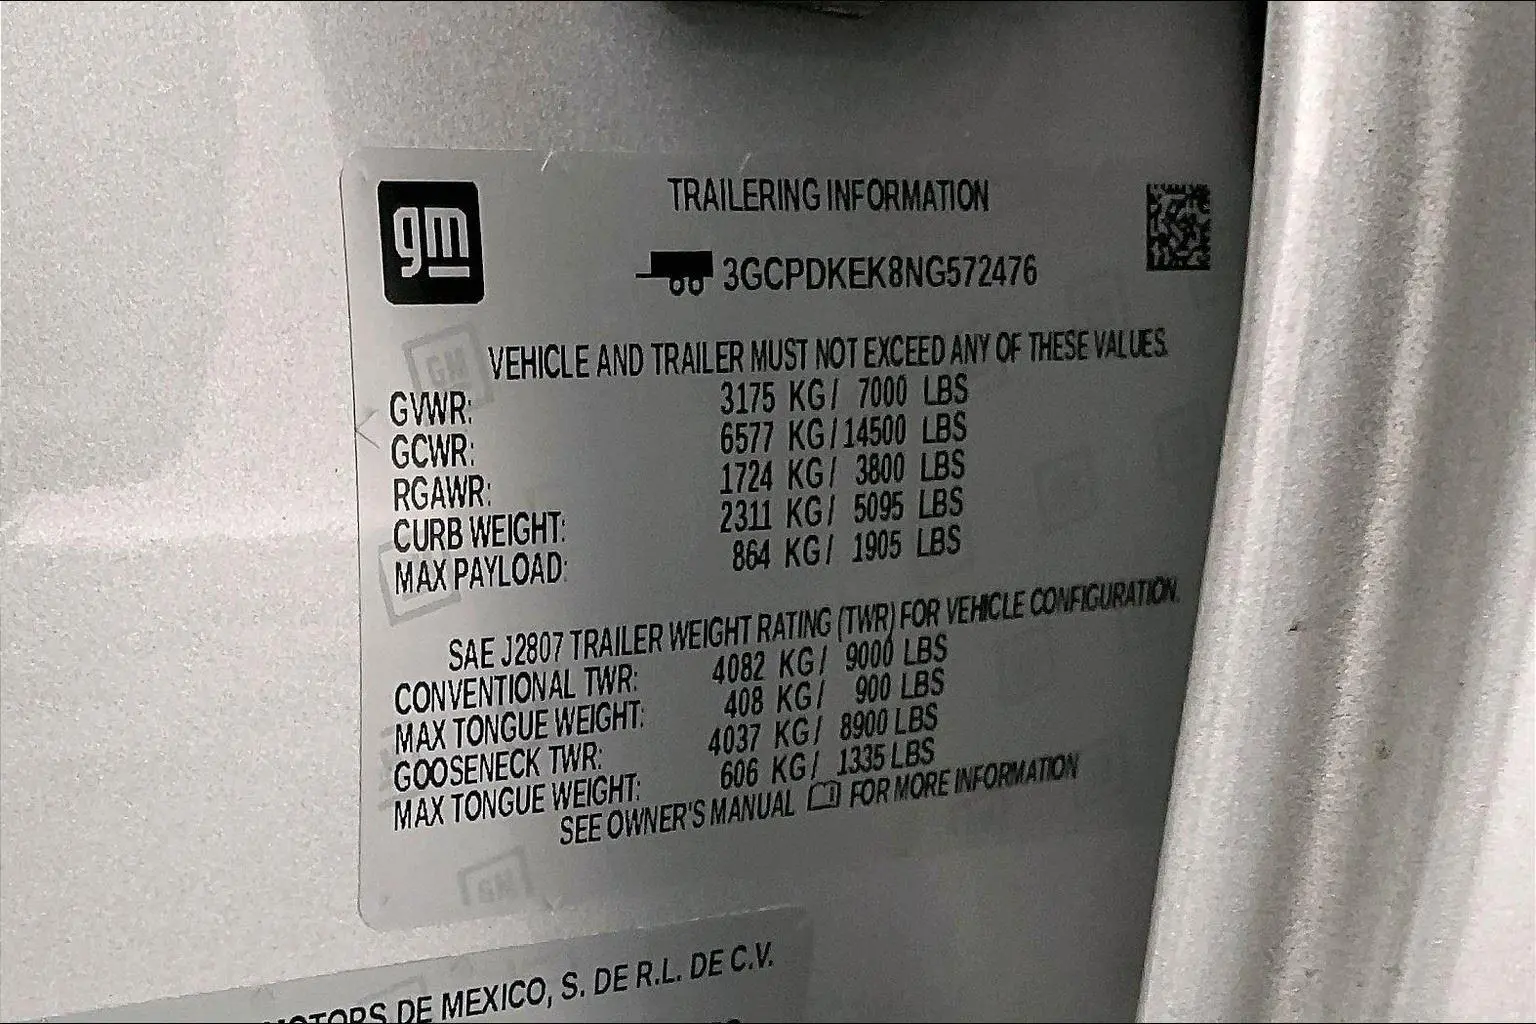 gm
TRAILERING INFORMATION
3GCPDKEK8NG572476
VEHICLE AND TRAILER MUST NOT EXCEED ANY OF THESE VALUES.
GVWR: 3175 KG/ 7000 LBS
GCWR: 6577 KG/14500 LBS
RGAWR: 1724 KG/ 3800 LBS
CURB WEIGHT: 2311 KG/ 5095 LBS
MAX PAYLOAD: 864 KG/ 1905 LBS
SAE J2807 TRAILER WEIGHT RATING (TWR) FOR VEHICLE CONFIGURATION.
CONVENTIONAL TWR: 4082 KG/ 9000 LBS
MAX TONGUE WEIGHT: 408 KG/ 900 LBS
GOOSENECK TWR: 4037 KG/ 8900 LBS
MAX TONGUE WEIGHT: 606 KG/ 1335 LBS
SEE OWNER'S MANUAL FOR MORE INFORMATION
GM
GM
MOTORS DE MEXICO, S. DE R.L. DE C.V.